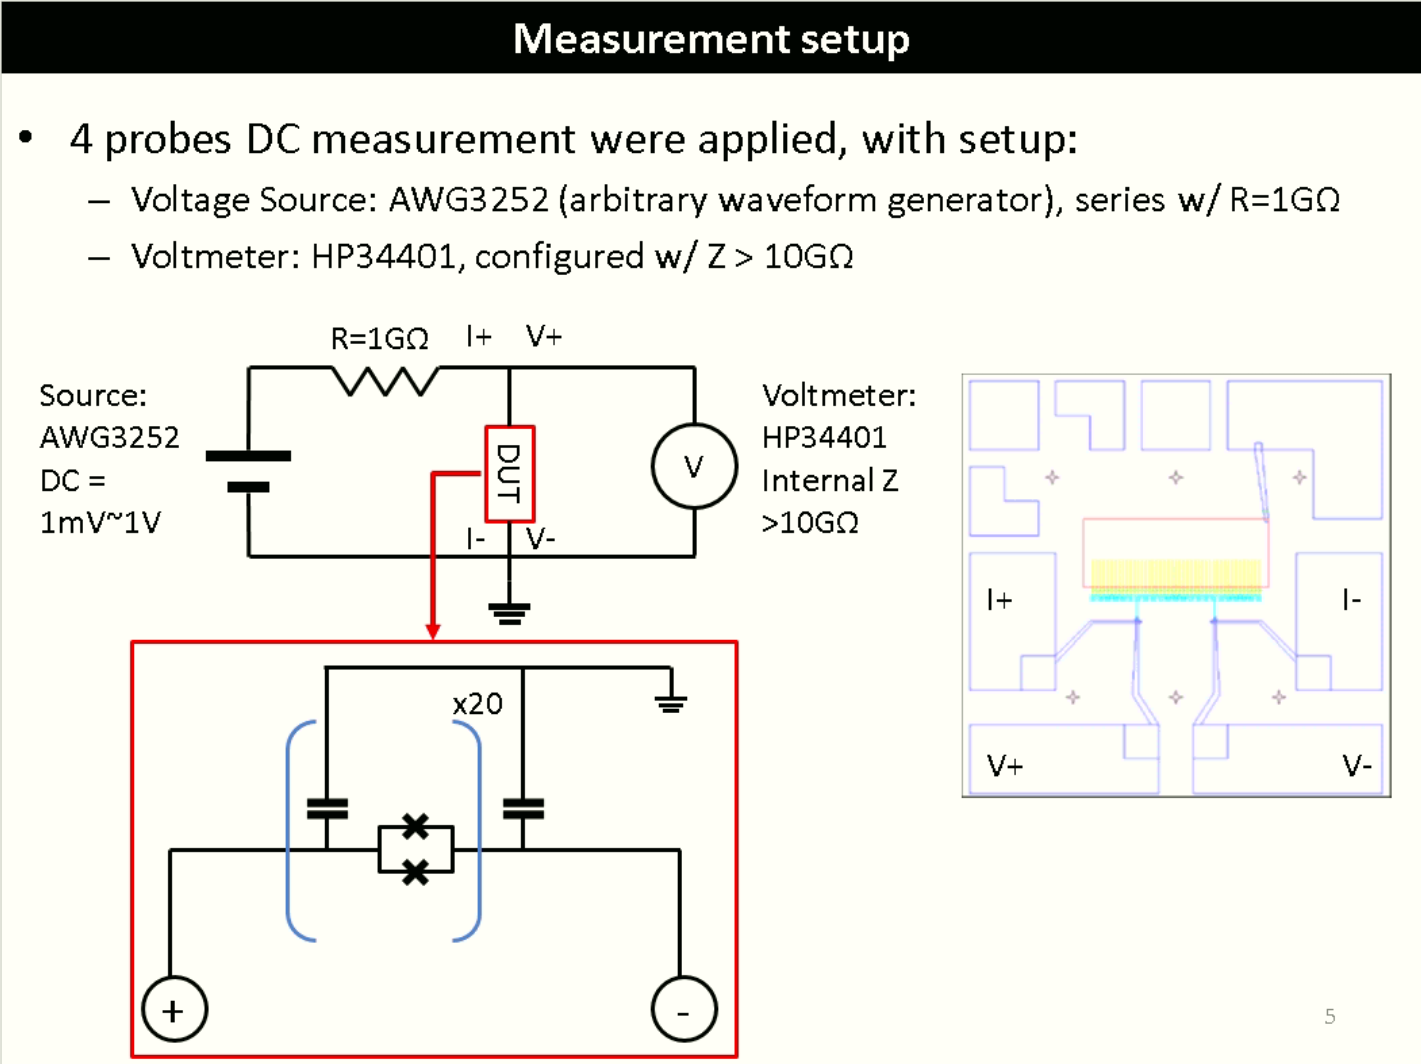 Measurement setup
• 4 probes DC measurement were applied, with setup:
– Voltage Source: AWG3252 (arbitrary waveform generator), series w/ R=1GΩ
– Voltmeter: HP34401, configured w/ Z > 10GΩ
R=1GΩ I+ V+
Source:
AWG3252
DC =
1mV~1V
DUT
V
I- V-
Voltmeter:
HP34401
Internal Z
>10GΩ
I+ I-
V+ V-
x20
+ -
5